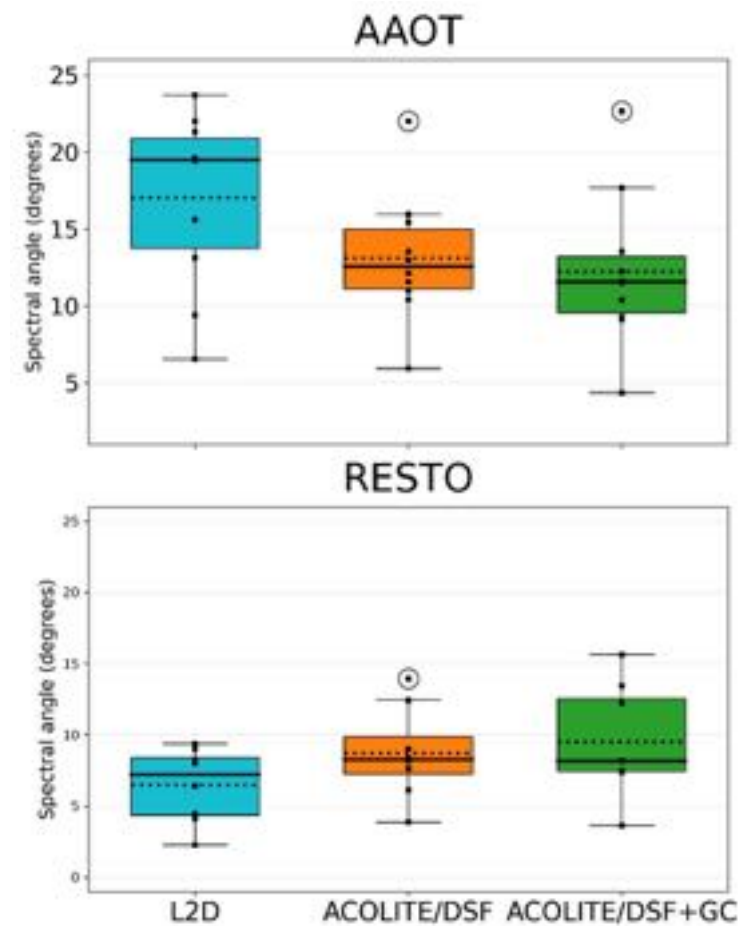 AAOT
Spectral angle (degrees)
25
20
15
10
5
RESTO
Spectral angle (degrees)
25
20
15
10
5
0
L2D ACOLITE/DSF ACOLITE/DSF+GC